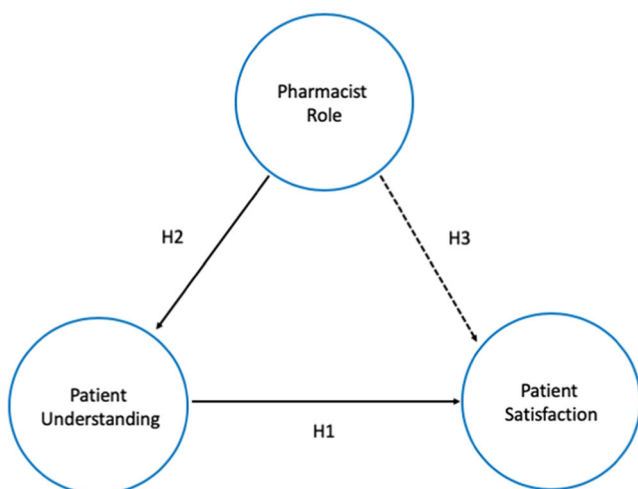 Pharmacist
Role
H2
H3
Patient
Understanding
Patient
Satisfaction
H1